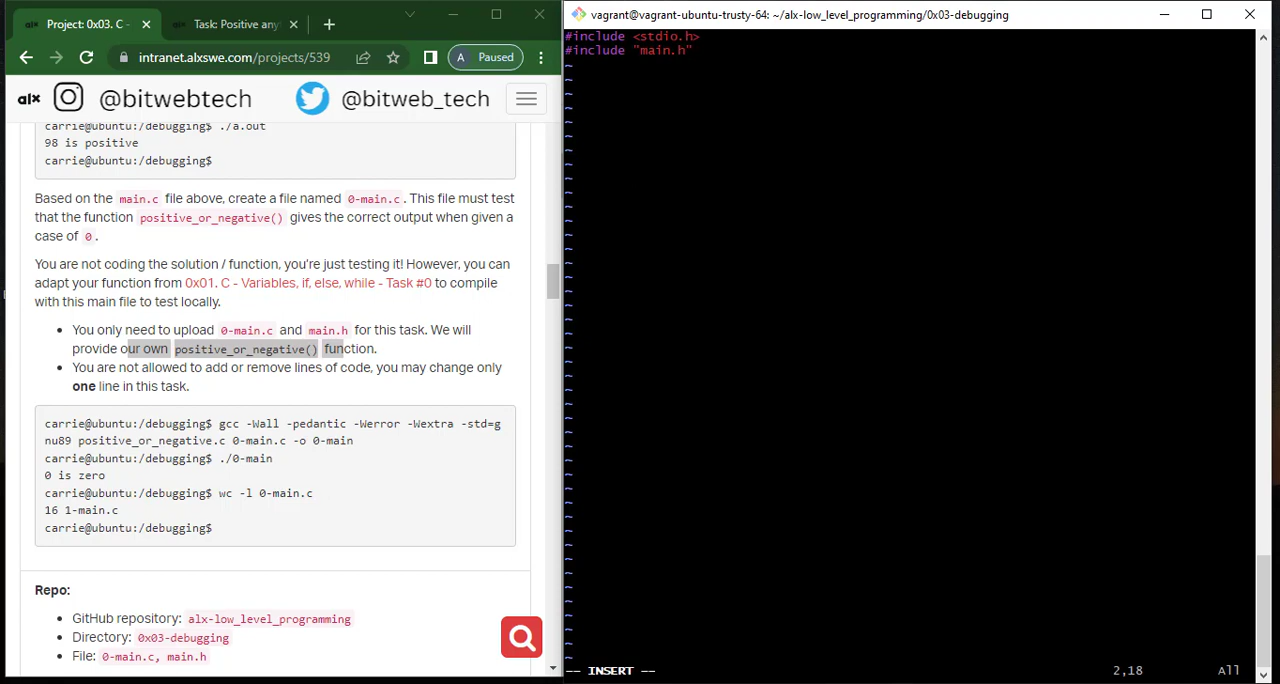 Project: 0x03. C -
Task: Positive any
intranet.alxswe.com/projects/539
A Paused
alx @bitwebtech @bitweb_tech
carrie@ubuntu:/debugging$ ./a.out
98 is positive
carrie@ubuntu:/debugging$
Based on the main.c file above, create a file named 0-main.c. This file must test
that the function positive_or_negative() gives the correct output when given a
case of 0.
You are not coding the solution / function, you're just testing it! However, you can
adapt your function from 0x01. C - Variables, if, else, while - Task #0 to compile
with this main file to test locally.
• You only need to upload 0-main.c and main.h for this task. We will
provide our own positive_or_negative() function.
• You are not allowed to add or remove lines of code, you may change only
one line in this task.
carrie@ubuntu:/debugging$ gcc -Wall -pedantic -Werror -Wextra -std=g
nu89 positive_or_negative.c 0-main.c -o 0-main
carrie@ubuntu:/debugging$ ./0-main
0 is zero
carrie@ubuntu:/debugging$ wc -l 0-main.c
16 1-main.c
carrie@ubuntu:/debugging$
Repo:
• GitHub repository: alx-low_level_programming
• Directory: 0x03-debugging
• File: 0-main.c, main.h
vagrant@vagrant-ubuntu-trusty-64: ~/alx-low_level_programming/0x03-debugging
#include <stdio.h>
#include "main.h"
-- INSERT -- 2,18 All